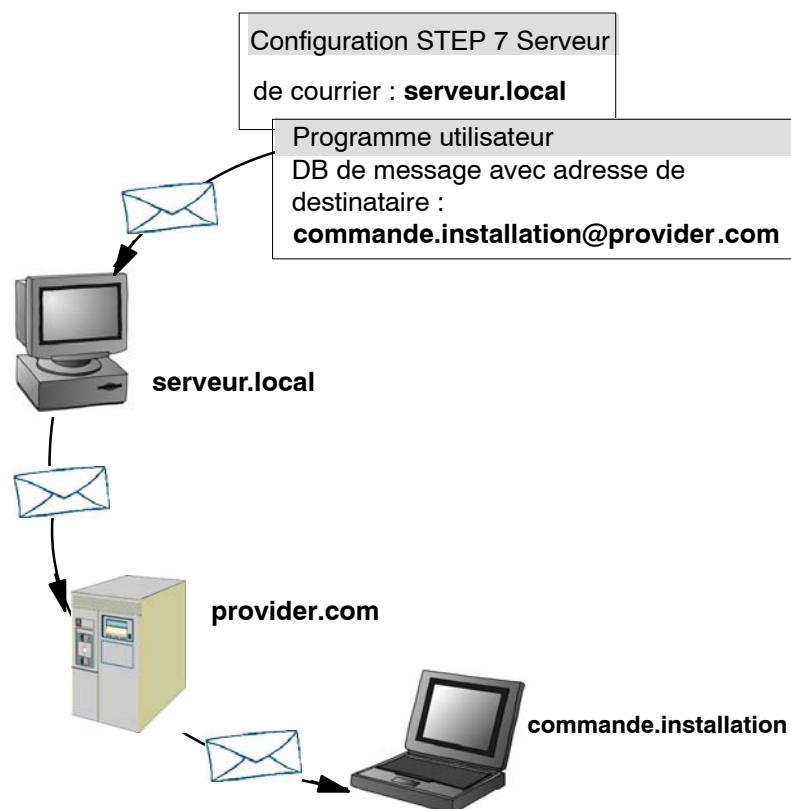 Configuration STEP 7 Serveur
de courrier : serveur.local
Programme utilisateur
DB de message avec adresse de
destinataire :
commande.installation@provider.com
serveur.local
provider.com
commande.installation